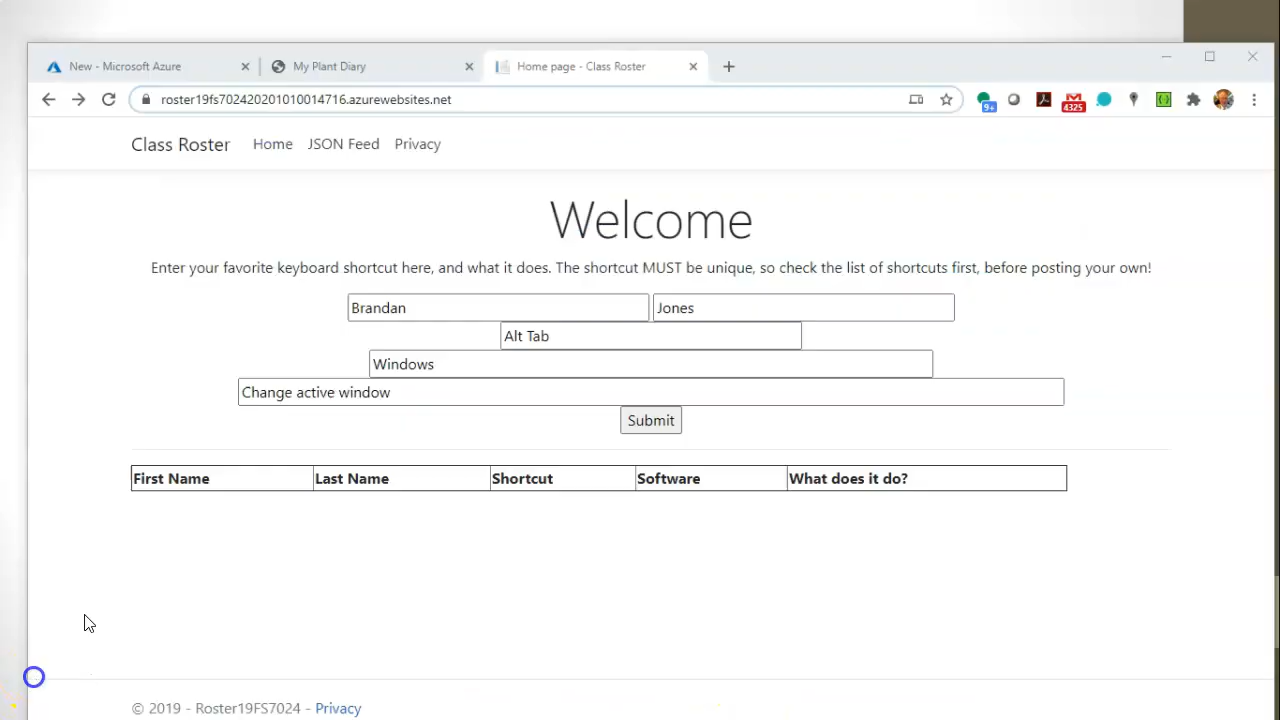 New - Microsoft Azure
My Plant Diary
Home page - Class Roster
roster19fs702420201010014716.azurewebsites.net
9+
4325
Class Roster
Home
JSON Feed
Privacy
Welcome
Enter your favorite keyboard shortcut here, and what it does. The shortcut MUST be unique, so check the list of shortcuts first, before posting your own!
Brandan
Jones
Alt Tab
Windows
Change active window
Submit
First Name
Last Name
Shortcut
Software
What does it do?
© 2019 - Roster19FS7024 - Privacy